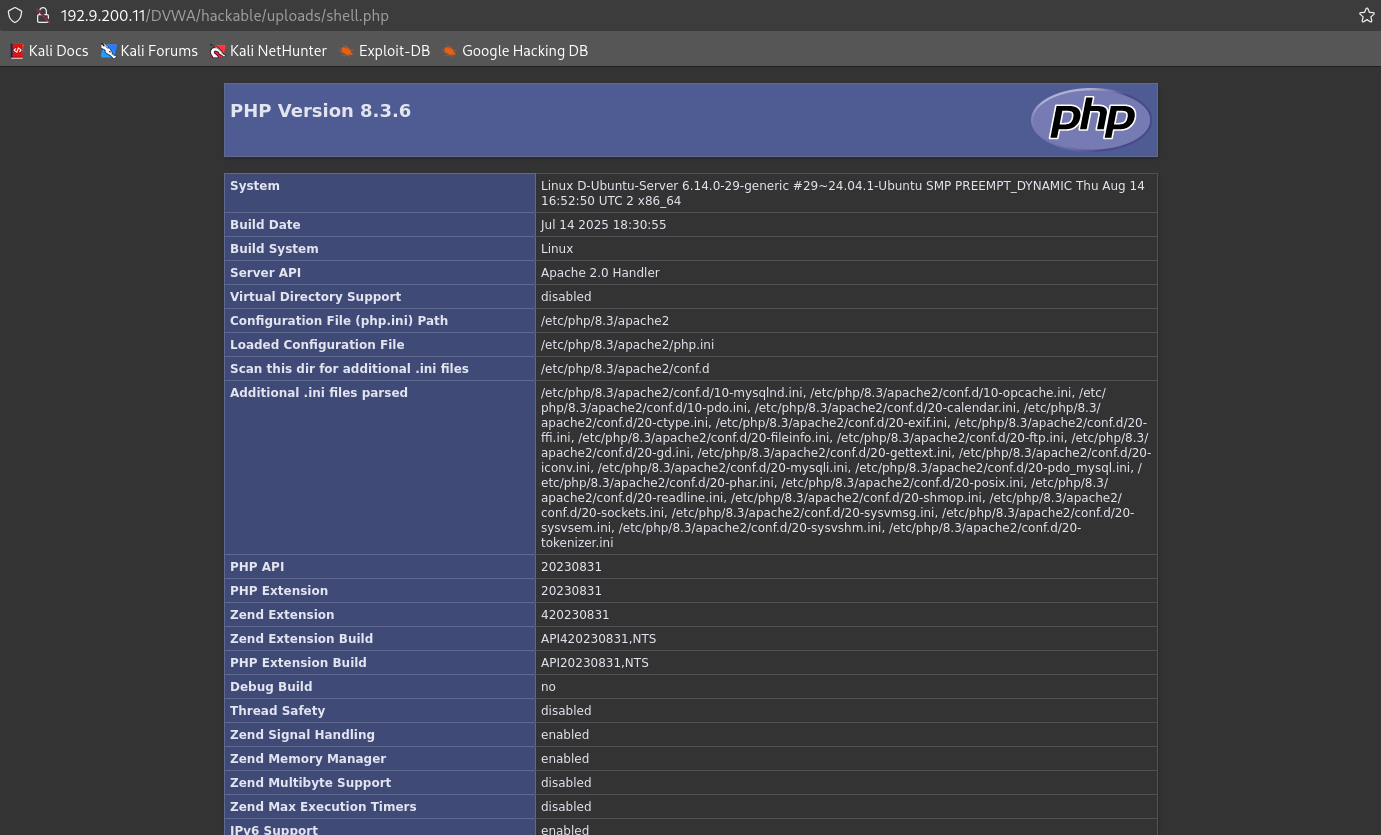 192.9.200.11/DVWA/hackable/uploads/shell.php
Kali Docs Kali Forums Kali NetHunter Exploit-DB Google Hacking DB
PHP Version 8.3.6
php
System Linux D-Ubuntu-Server 6.14.0-29-generic #29~24.04.1-Ubuntu SMP PREEMPT_DYNAMIC Thu Aug 14
16:52:50 UTC 2 x86_64
Build Date Jul 14 2025 18:30:55
Build System Linux
Server API Apache 2.0 Handler
Virtual Directory Support disabled
Configuration File (php.ini) Path /etc/php/8.3/apache2
Loaded Configuration File /etc/php/8.3/apache2/php.ini
Scan this dir for additional .ini files /etc/php/8.3/apache2/conf.d
Additional .ini files parsed /etc/php/8.3/apache2/conf.d/10-mysqlnd.ini, /etc/php/8.3/apache2/conf.d/10-opcache.ini, /etc/
php/8.3/apache2/conf.d/10-pdo.ini, /etc/php/8.3/apache2/conf.d/20-calendar.ini, /etc/php/8.3/
apache2/conf.d/20-ctype.ini, /etc/php/8.3/apache2/conf.d/20-exif.ini, /etc/php/8.3/apache2/conf.d/20-
ffi.ini, /etc/php/8.3/apache2/conf.d/20-fileinfo.ini, /etc/php/8.3/apache2/conf.d/20-ftp.ini, /etc/php/8.3/
apache2/conf.d/20-gd.ini, /etc/php/8.3/apache2/conf.d/20-gettext.ini, /etc/php/8.3/apache2/conf.d/20-
iconv.ini, /etc/php/8.3/apache2/conf.d/20-mysqli.ini, /etc/php/8.3/apache2/conf.d/20-pdo_mysql.ini, /
etc/php/8.3/apache2/conf.d/20-phar.ini, /etc/php/8.3/apache2/conf.d/20-posix.ini, /etc/php/8.3/
apache2/conf.d/20-readline.ini, /etc/php/8.3/apache2/conf.d/20-shmop.ini, /etc/php/8.3/apache2/
conf.d/20-sockets.ini, /etc/php/8.3/apache2/conf.d/20-sysvmsg.ini, /etc/php/8.3/apache2/conf.d/20-
sysvsem.ini, /etc/php/8.3/apache2/conf.d/20-sysvshm.ini, /etc/php/8.3/apache2/conf.d/20-
tokenizer.ini
PHP API 20230831
PHP Extension 20230831
Zend Extension 420230831
Zend Extension Build API420230831,NTS
PHP Extension Build API20230831,NTS
Debug Build no
Thread Safety disabled
Zend Signal Handling enabled
Zend Memory Manager enabled
Zend Multibyte Support disabled
Zend Max Execution Timers disabled
IPv6 Support enabled